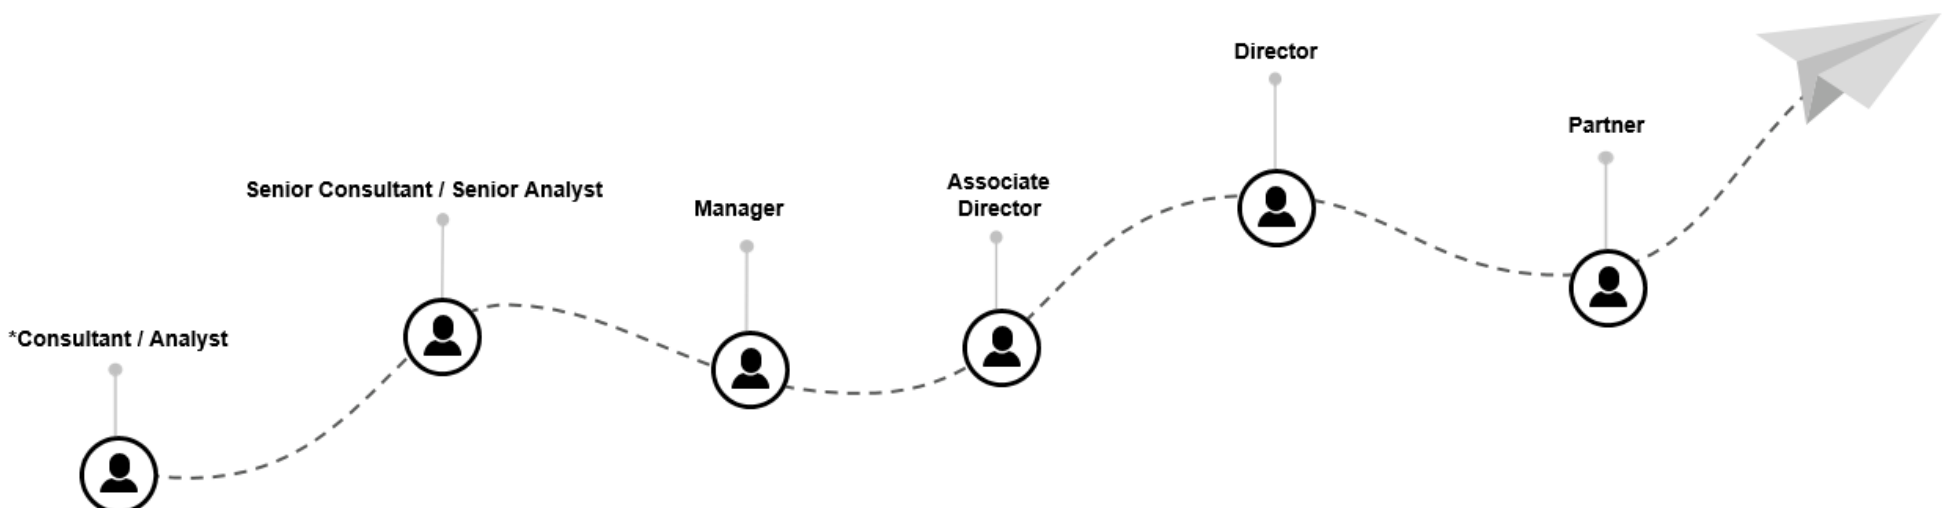 *Consultant / Analyst
Senior Consultant / Senior Analyst
Manager
Associate
Director
Director
Partner